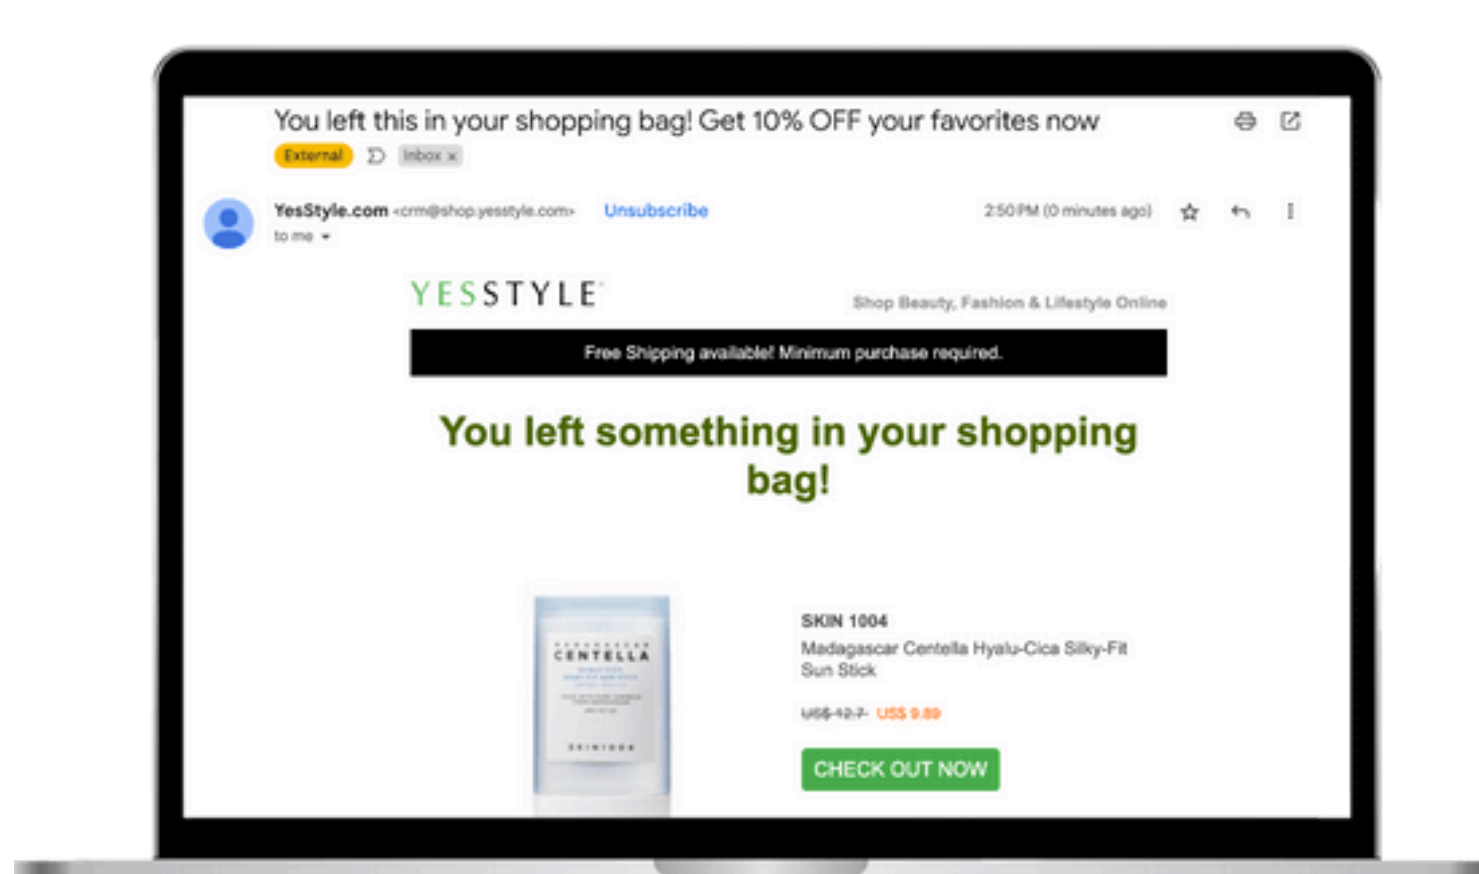 You left this in your shopping bag! Get 10% OFF your favorites now
External Inbox x
YesStyle.com <crm@shop.yesstyle.com> Unsubscribe 2:50 PM (0 minutes ago)
to me
YESSTYLE
Shop Beauty, Fashion & Lifestyle Online
Free Shipping available! Minimum purchase required.
You left something in your shopping
bag!
MADAGASCAR
CENTELLA
SKIN1004
SKIN 1004
Madagascar Centella Hyalu-Cica Silky-Fit
Sun Stick
US$ 12.7 US$ 9.89
CHECK OUT NOW